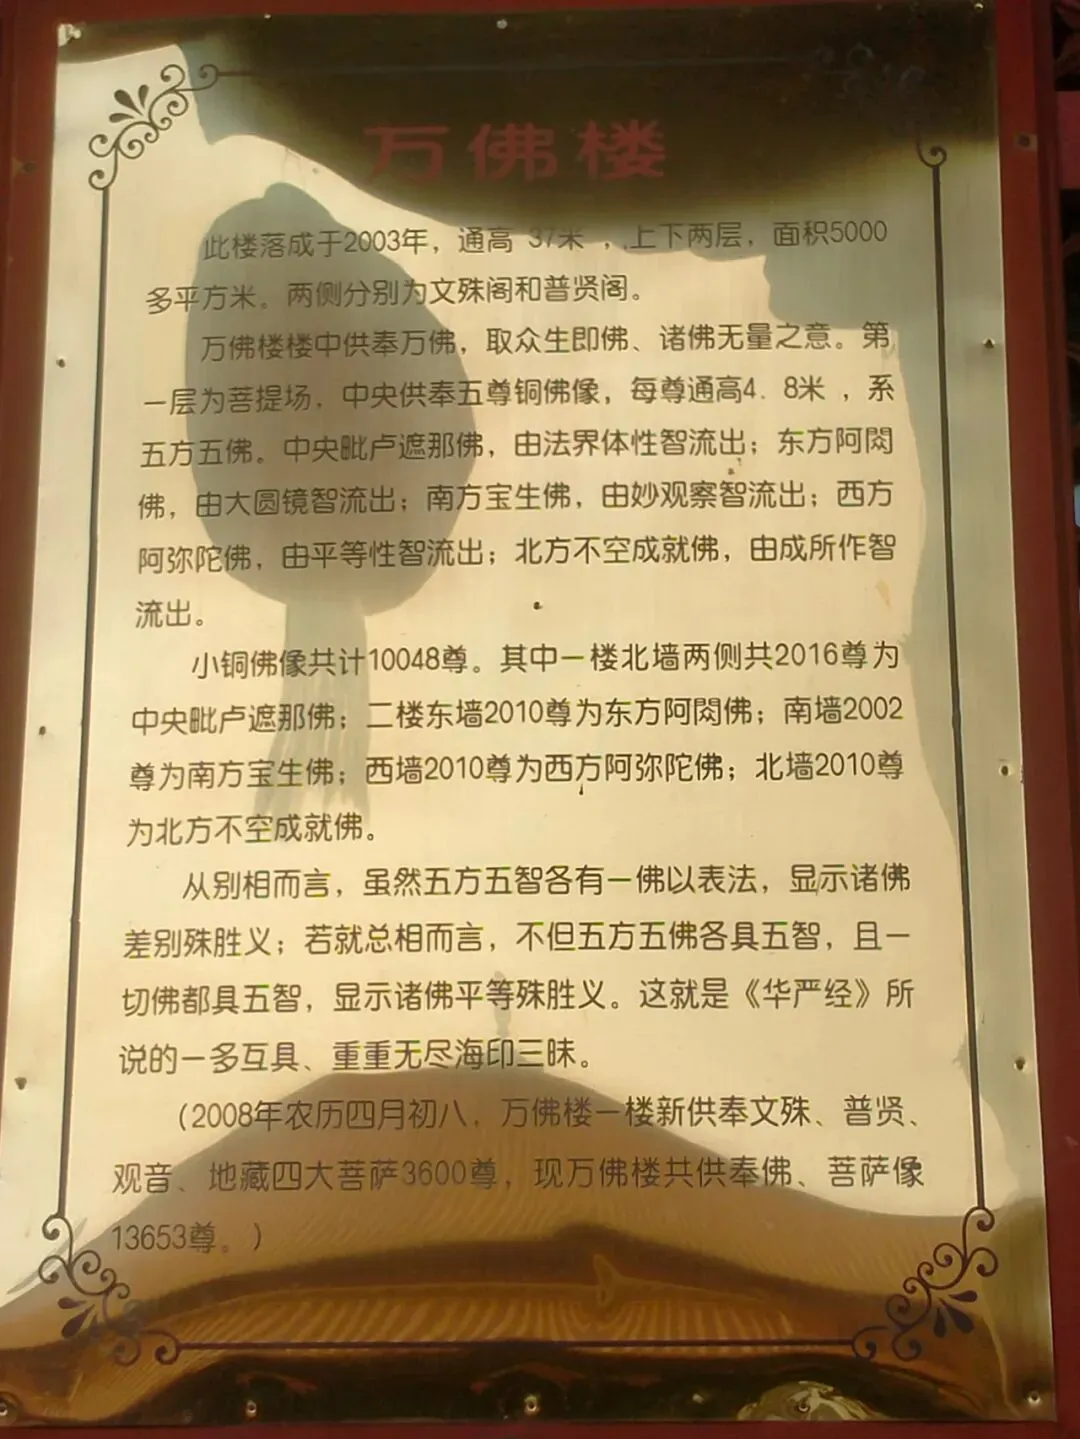 万佛楼
此楼落成于2003年，通高 37米 ，上下两层，面积5000
多平方米。两侧分别为文殊阁和普贤阁。
万佛楼楼中供奉万佛，取众生即佛、诸佛无量之意。第
一层为菩提场，中央供奉五尊铜佛像，每尊通高4．8米 ，系
五方五佛。中央毗卢遮那佛，由法界体性智流出；东方阿閦
佛，由大圆镜智流出；南方宝生佛，由妙观察智流出；西方
阿弥陀佛，由平等性智流出；北方不空成就佛，由成所作智
流出。
小铜佛像共计10048尊。其中一楼北墙两侧共2016尊为
中央毗卢遮那佛；二楼东墙2010尊为东方阿閦佛；南墙2002
尊为南方宝生佛；西墙2010尊为西方阿弥陀佛；北墙2010尊
为北方不空成就佛。
从别相而言，虽然五方五智各有一佛以表法，显示诸佛
差别殊胜义；若就总相而言，不但五方五佛各具五智，且一
切佛都具五智，显示诸佛平等殊胜义。这就是《华严经》所
说的一多互具、重重无尽海印三昧。
（2008年农历四月初八，万佛楼一楼新供奉文殊、普贤、
观音、地藏四大菩萨3600尊，现万佛楼共供奉佛、菩萨像
13653尊。）